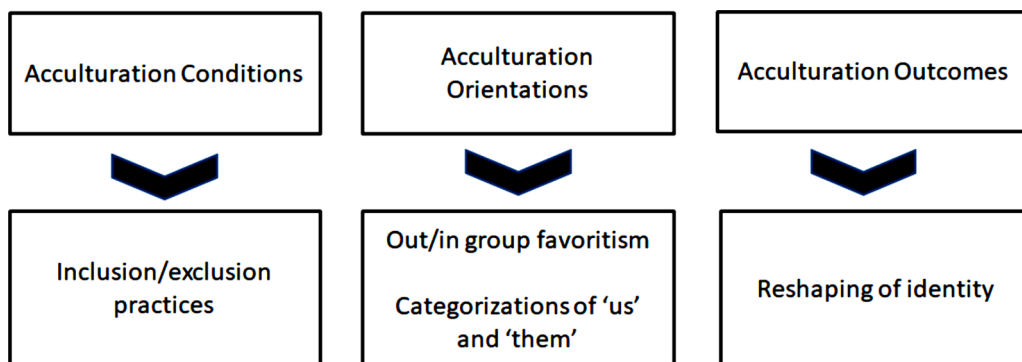 Acculturation Conditions
Acculturation
Orientations
Acculturation Outcomes
Inclusion/exclusion
practices
Out/in group favoritism
Categorizations of ‘us’
and ‘them’
Reshaping of identity